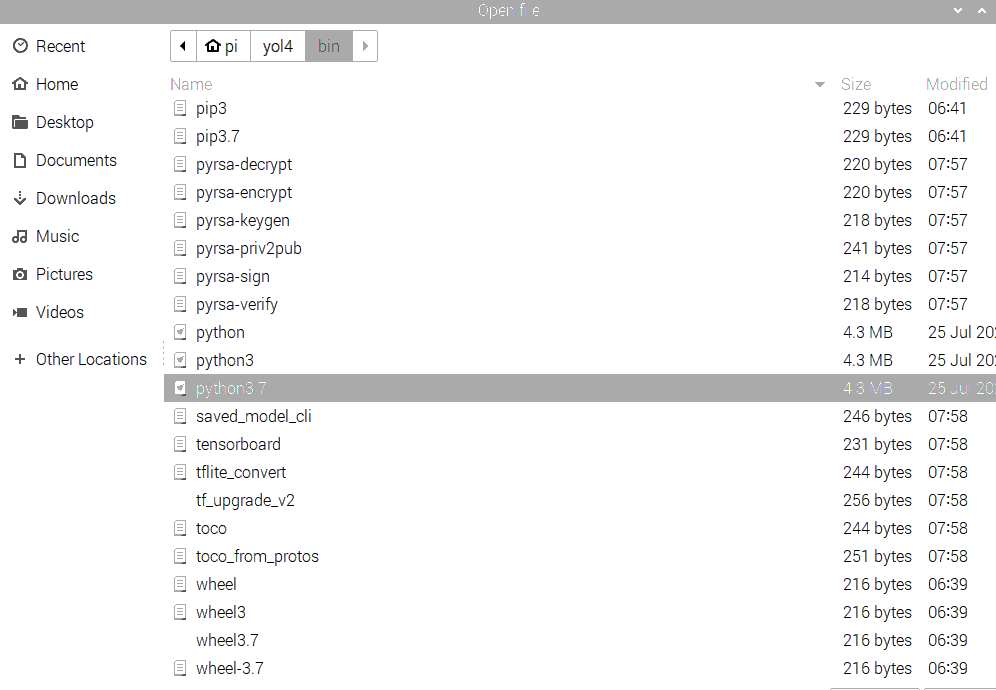 Open file
Recent
Home
Desktop
Documents
Downloads
Music
Pictures
Videos
Other Locations
pi yol4 bin
Name Size Modified
pip3 229 bytes 06:41
pip3.7 229 bytes 06:41
pyrsa-decrypt 220 bytes 07:57
pyrsa-encrypt 220 bytes 07:57
pyrsa-keygen 218 bytes 07:57
pyrsa-priv2pub 241 bytes 07:57
pyrsa-sign 214 bytes 07:57
pyrsa-verify 218 bytes 07:57
python 4.3 MB 25 Jul 20
python3 4.3 MB 25 Jul 20
python3.7 4.3 MB 25 Jul 20
saved_model_cli 246 bytes 07:58
tensorboard 231 bytes 07:58
tflite_convert 244 bytes 07:58
tf_upgrade_v2 256 bytes 07:58
toco 244 bytes 07:58
toco_from_protos 251 bytes 07:58
wheel 216 bytes 06:39
wheel3 216 bytes 06:39
wheel3.7 216 bytes 06:39
wheel-3.7 216 bytes 06:39